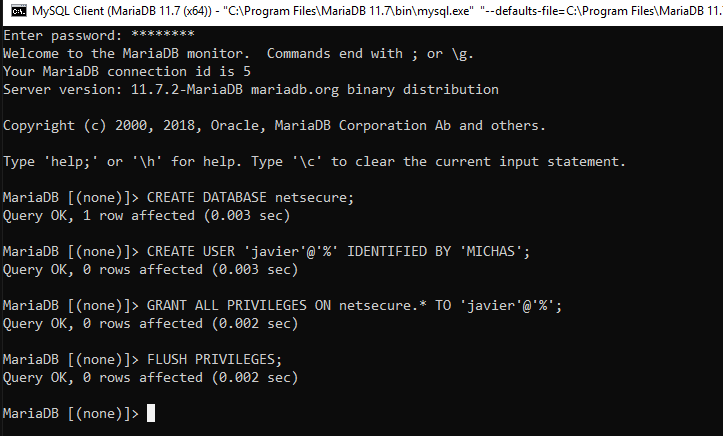 MySQL Client (MariaDB 11.7 (x64)) - "C:\Program Files\MariaDB 11.7\bin\mysql.exe" "--defaults-file=C:\Program Files\MariaDB 11.
Enter password: ********
Welcome to the MariaDB monitor.  Commands end with ; or \g.
Your MariaDB connection id is 5
Server version: 11.7.2-MariaDB mariadb.org binary distribution
Copyright (c) 2000, 2018, Oracle, MariaDB Corporation Ab and others.
Type 'help;' or '\h' for help. Type '\c' to clear the current input statement.
MariaDB [(none)]> CREATE DATABASE netsecure;
Query OK, 1 row affected (0.003 sec)
MariaDB [(none)]> CREATE USER 'javier'@'%' IDENTIFIED BY 'MICHAS';
Query OK, 0 rows affected (0.003 sec)
MariaDB [(none)]> GRANT ALL PRIVILEGES ON netsecure.* TO 'javier'@'%';
Query OK, 0 rows affected (0.002 sec)
MariaDB [(none)]> FLUSH PRIVILEGES;
Query OK, 0 rows affected (0.002 sec)
MariaDB [(none)]>